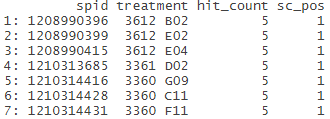 spid treatment hit_count sc_pos
1: 1208990396 3612 B02 5 1
2: 1208990399 3612 E02 5 1
3: 1208990415 3612 E04 5 1
4: 1210313685 3361 D02 5 1
5: 1210314416 3360 G09 5 1
6: 1210314428 3360 C11 5 1
7: 1210314431 3360 F11 5 1